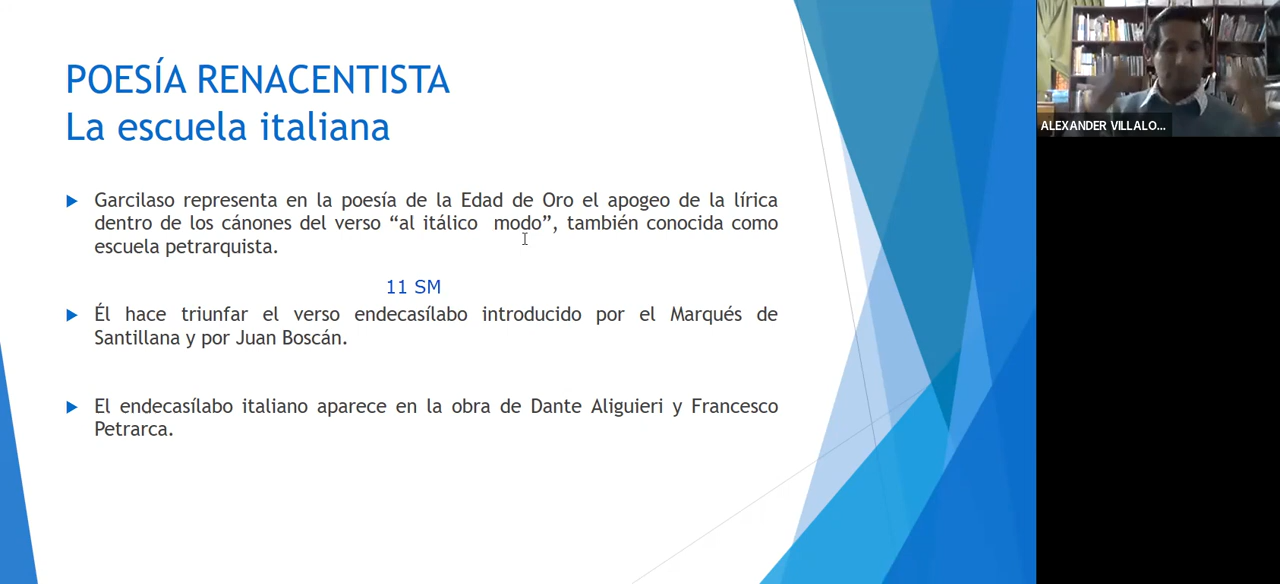 POESÍA RENACENTISTA
La escuela italiana
Garcilaso representa en la poesía de la Edad de Oro el apogeo de la lírica
dentro de los cánones del verso “al itálico modo”, también conocida como
escuela petrarquista.
11 SM
Él hace triunfar el verso endecasílabo introducido por el Marqués de
Santillana y por Juan Boscán.
El endecasílabo italiano aparece en la obra de Dante Aliguieri y Francesco
Petrarca.
ALEXANDER VILLALO...